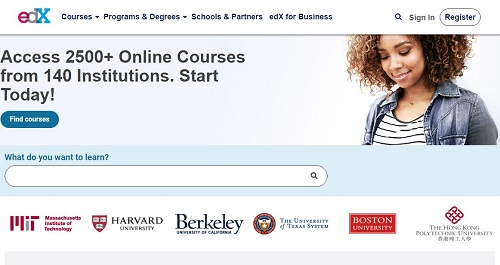 edX Courses Programs & Degrees Schools & Partners edX for Business Sign In Register
Access 2500+ Online Courses
from 140 Institutions. Start
Today!
Find courses
What do you want to learn?
MIT Massachusetts Institute of Technology
HARVARD UNIVERSITY
Berkeley UNIVERSITY OF CALIFORNIA
THE UNIVERSITY OF TEXAS SYSTEM
BOSTON UNIVERSITY
THE HONG KONG POLYTECHNIC UNIVERSITY 香港理工大學